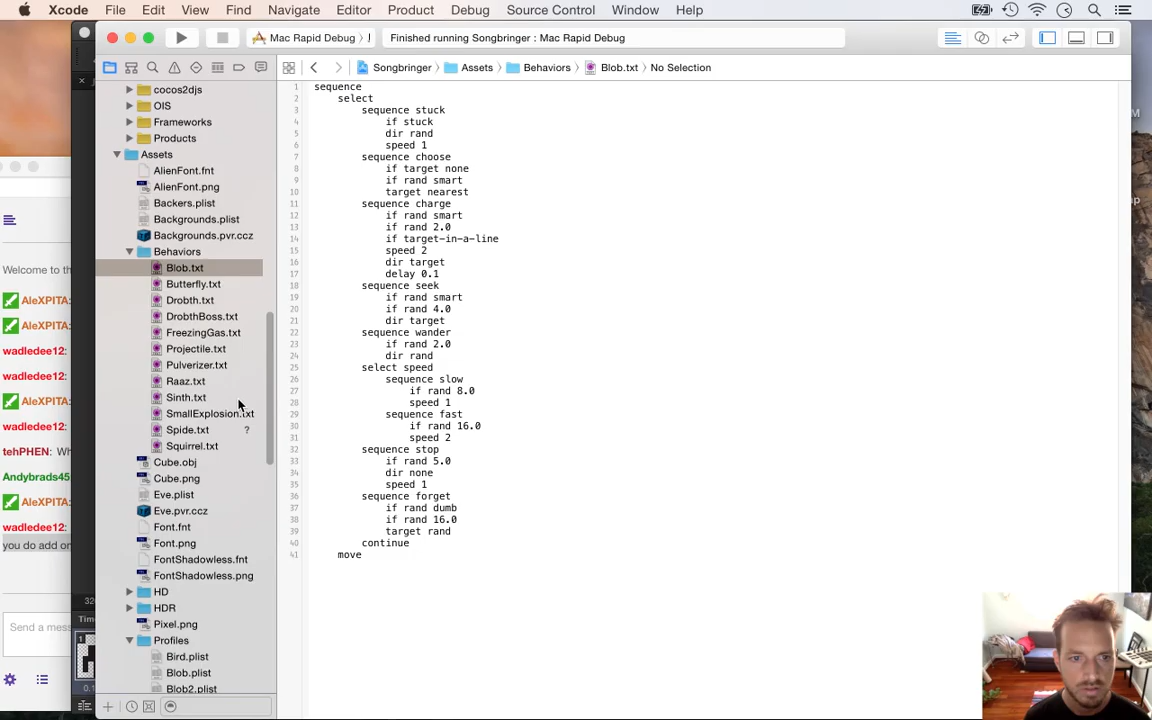 Xcode File Edit View Find Navigate Editor Product Debug Source Control Window Help
Mac Rapid Debug
Finished running Songbringer : Mac Rapid Debug
Songbringer Assets Behaviors Blob.txt No Selection
cocos2djs
OIS
Frameworks
Products
Assets
AlienFont.fnt
AlienFont.png
Backers.plist
Backgrounds.plist
Backgrounds.pvr.ccz
Behaviors
Blob.txt
Butterfly.txt
Drobth.txt
DrobthBoss.txt
FreezingGas.txt
Projectile.txt
Pulverizer.txt
Raaz.txt
Sinth.txt
SmallExplosion.txt
Spide.txt ?
Squirrel.txt
Cube.obj
Cube.png
Eve.plist
Eve.pvr.ccz
Font.fnt
Font.png
FontShadowless.fnt
FontShadowless.png
HD
HDR
Pixel.png
Profiles
Bird.plist
Blob.plist
Blob2.plist
1 sequence
2 select
3 sequence stuck
4 if stuck
5 dir rand
6 speed 1
7 sequence choose
8 if target none
9 if rand smart
10 target nearest
11 sequence charge
12 if rand smart
13 if rand 2.0
14 if target-in-a-line
15 speed 2
16 dir target
17 delay 0.1
18 sequence seek
19 if rand smart
20 if rand 4.0
21 dir target
22 sequence wander
23 if rand 2.0
24 dir rand
25 select speed
26 sequence slow
27 if rand 8.0
28 speed 1
29 sequence fast
30 if rand 16.0
31 speed 2
32 sequence stop
33 if rand 5.0
34 dir none
35 speed 1
36 sequence forget
37 if rand dumb
38 if rand 16.0
39 target rand
40 continue
41 move
Welcome to th
AleXPITA:
AleXPITA:
wadledee12:
wadledee12:
AleXPITA:
wadledee12:
tehPHEN: Wh
Andybrads45
AleXPITA:
wadledee12:
you do add on
Send a mess